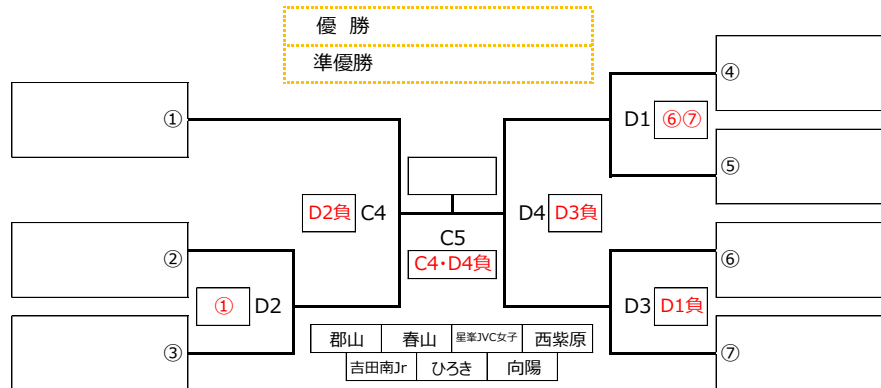 優 勝
準優勝
④
①
D1 ⑥⑦
⑤
D2負 C4
D4 D3負
C5
C4・D4負
②
⑥
① D2
D3 D1負
③
⑦
郡山 春山 星峯JVC女子 西紫原
吉田南Jr ひろき 向陽